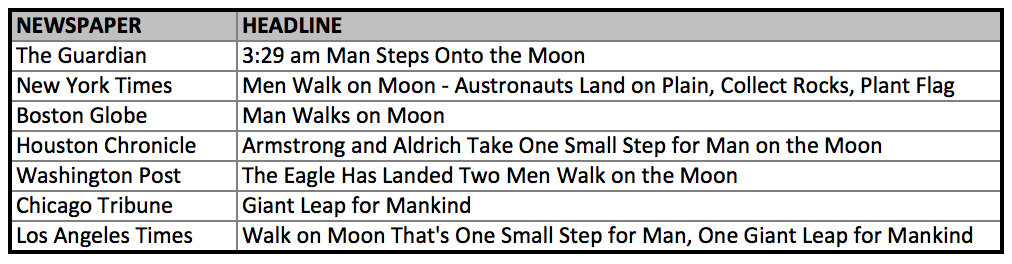 NEWSPAPER HEADLINE
The Guardian 3:29 am Man Steps Onto the Moon
New York Times Men Walk on Moon - Austronauts Land on Plain, Collect Rocks, Plant Flag
Boston Globe Man Walks on Moon
Houston Chronicle Armstrong and Aldrich Take One Small Step for Man on the Moon
Washington Post The Eagle Has Landed Two Men Walk on the Moon
Chicago Tribune Giant Leap for Mankind
Los Angeles Times Walk on Moon That's One Small Step for Man, One Giant Leap for Mankind